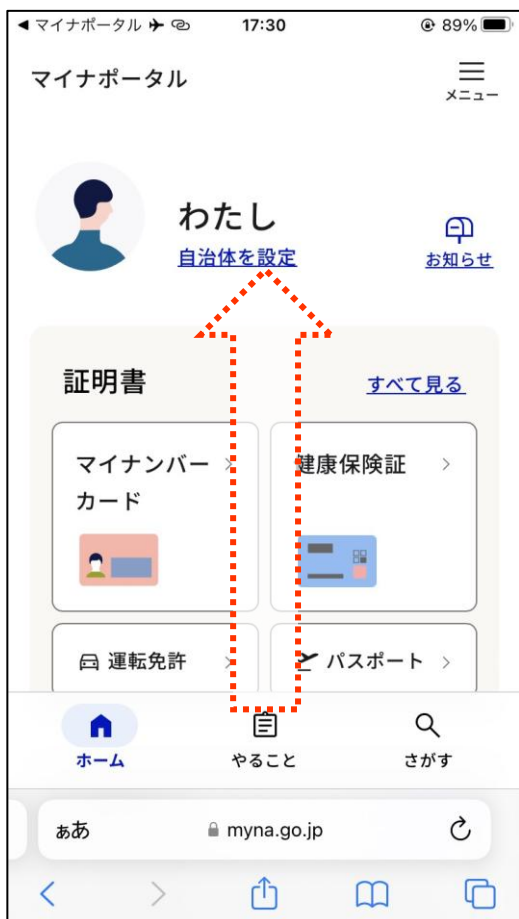 ◀ マイナポータル 17:30 89%
マイナポータル
メニュー
わたし
自治体を設定
お知らせ
証明書
すべて見る
マイナンバー
カード
健康保険証
運転免許
パスポート
ホーム
やること
さがす
ぁあ myna.go.jp